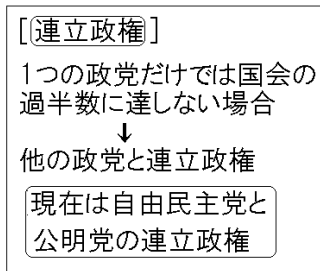 [連立政権]
1つの政党だけでは国会の
過半数に達しない場合
↓
他の政党と連立政権
現在は自由民主党と
公明党の連立政権